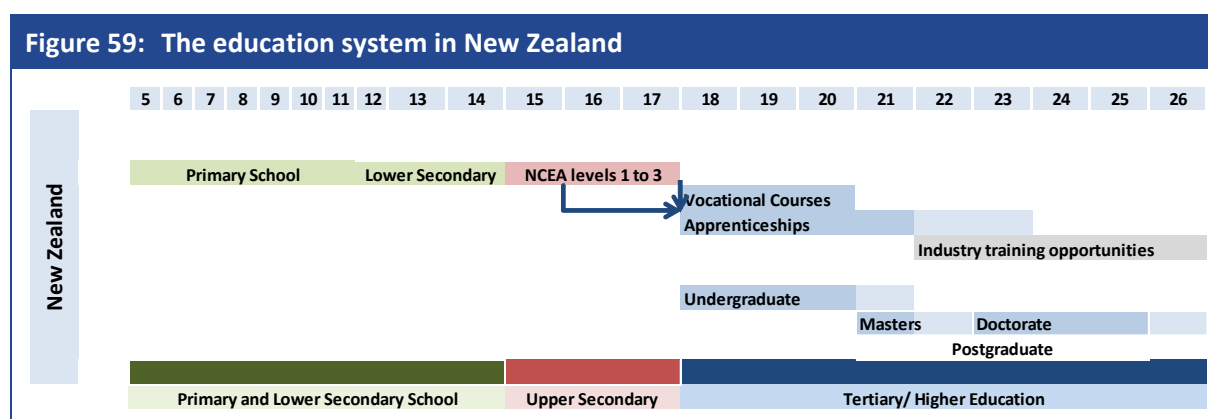 Figure 59: The education system in New Zealand
5 6 7 8 9 10 11 12 13 14 15 16 17 18 19 20 21 22 23 24 25 26
New Zealand
Primary School Lower Secondary NCEA levels 1 to 3
Vocational Courses
Apprenticeships
Industry training opportunities
Undergraduate
Masters Doctorate
Postgraduate
Primary and Lower Secondary School Upper Secondary Tertiary/ Higher Education